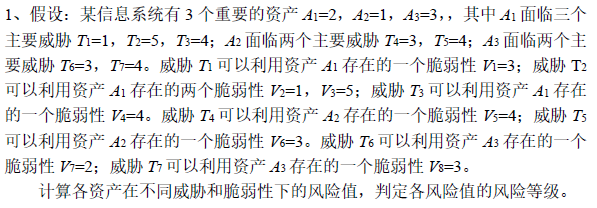 1、假设：某信息系统有 3 个重要的资产 A1=2，A2=1，A3=3,，其中 A1 面临三个
主要威胁 T1=1，T2=5，T3=4；A2 面临两个主要威胁 T4=3，T5=4；A3 面临两个主
要威胁 T6=3，T7=4。威胁 T1 可以利用资产 A1 存在的一个脆弱性 V1=3；威胁 T2
可以利用资产 A1 存在的两个脆弱性 V2=1，V3=5；威胁 T3 可以利用资产 A1 存在
的一个脆弱性 V4=4。威胁 T4 可以利用资产 A2 存在的一个脆弱性 V5=4；威胁 T5
可以利用资产 A2 存在的一个脆弱性 V6=3。威胁 T6 可以利用资产 A3 存在的一个
脆弱性 V7=2；威胁 T7 可以利用资产 A3 存在的一个脆弱性 V8=3。
计算各资产在不同威胁和脆弱性下的风险值，判定各风险值的风险等级。